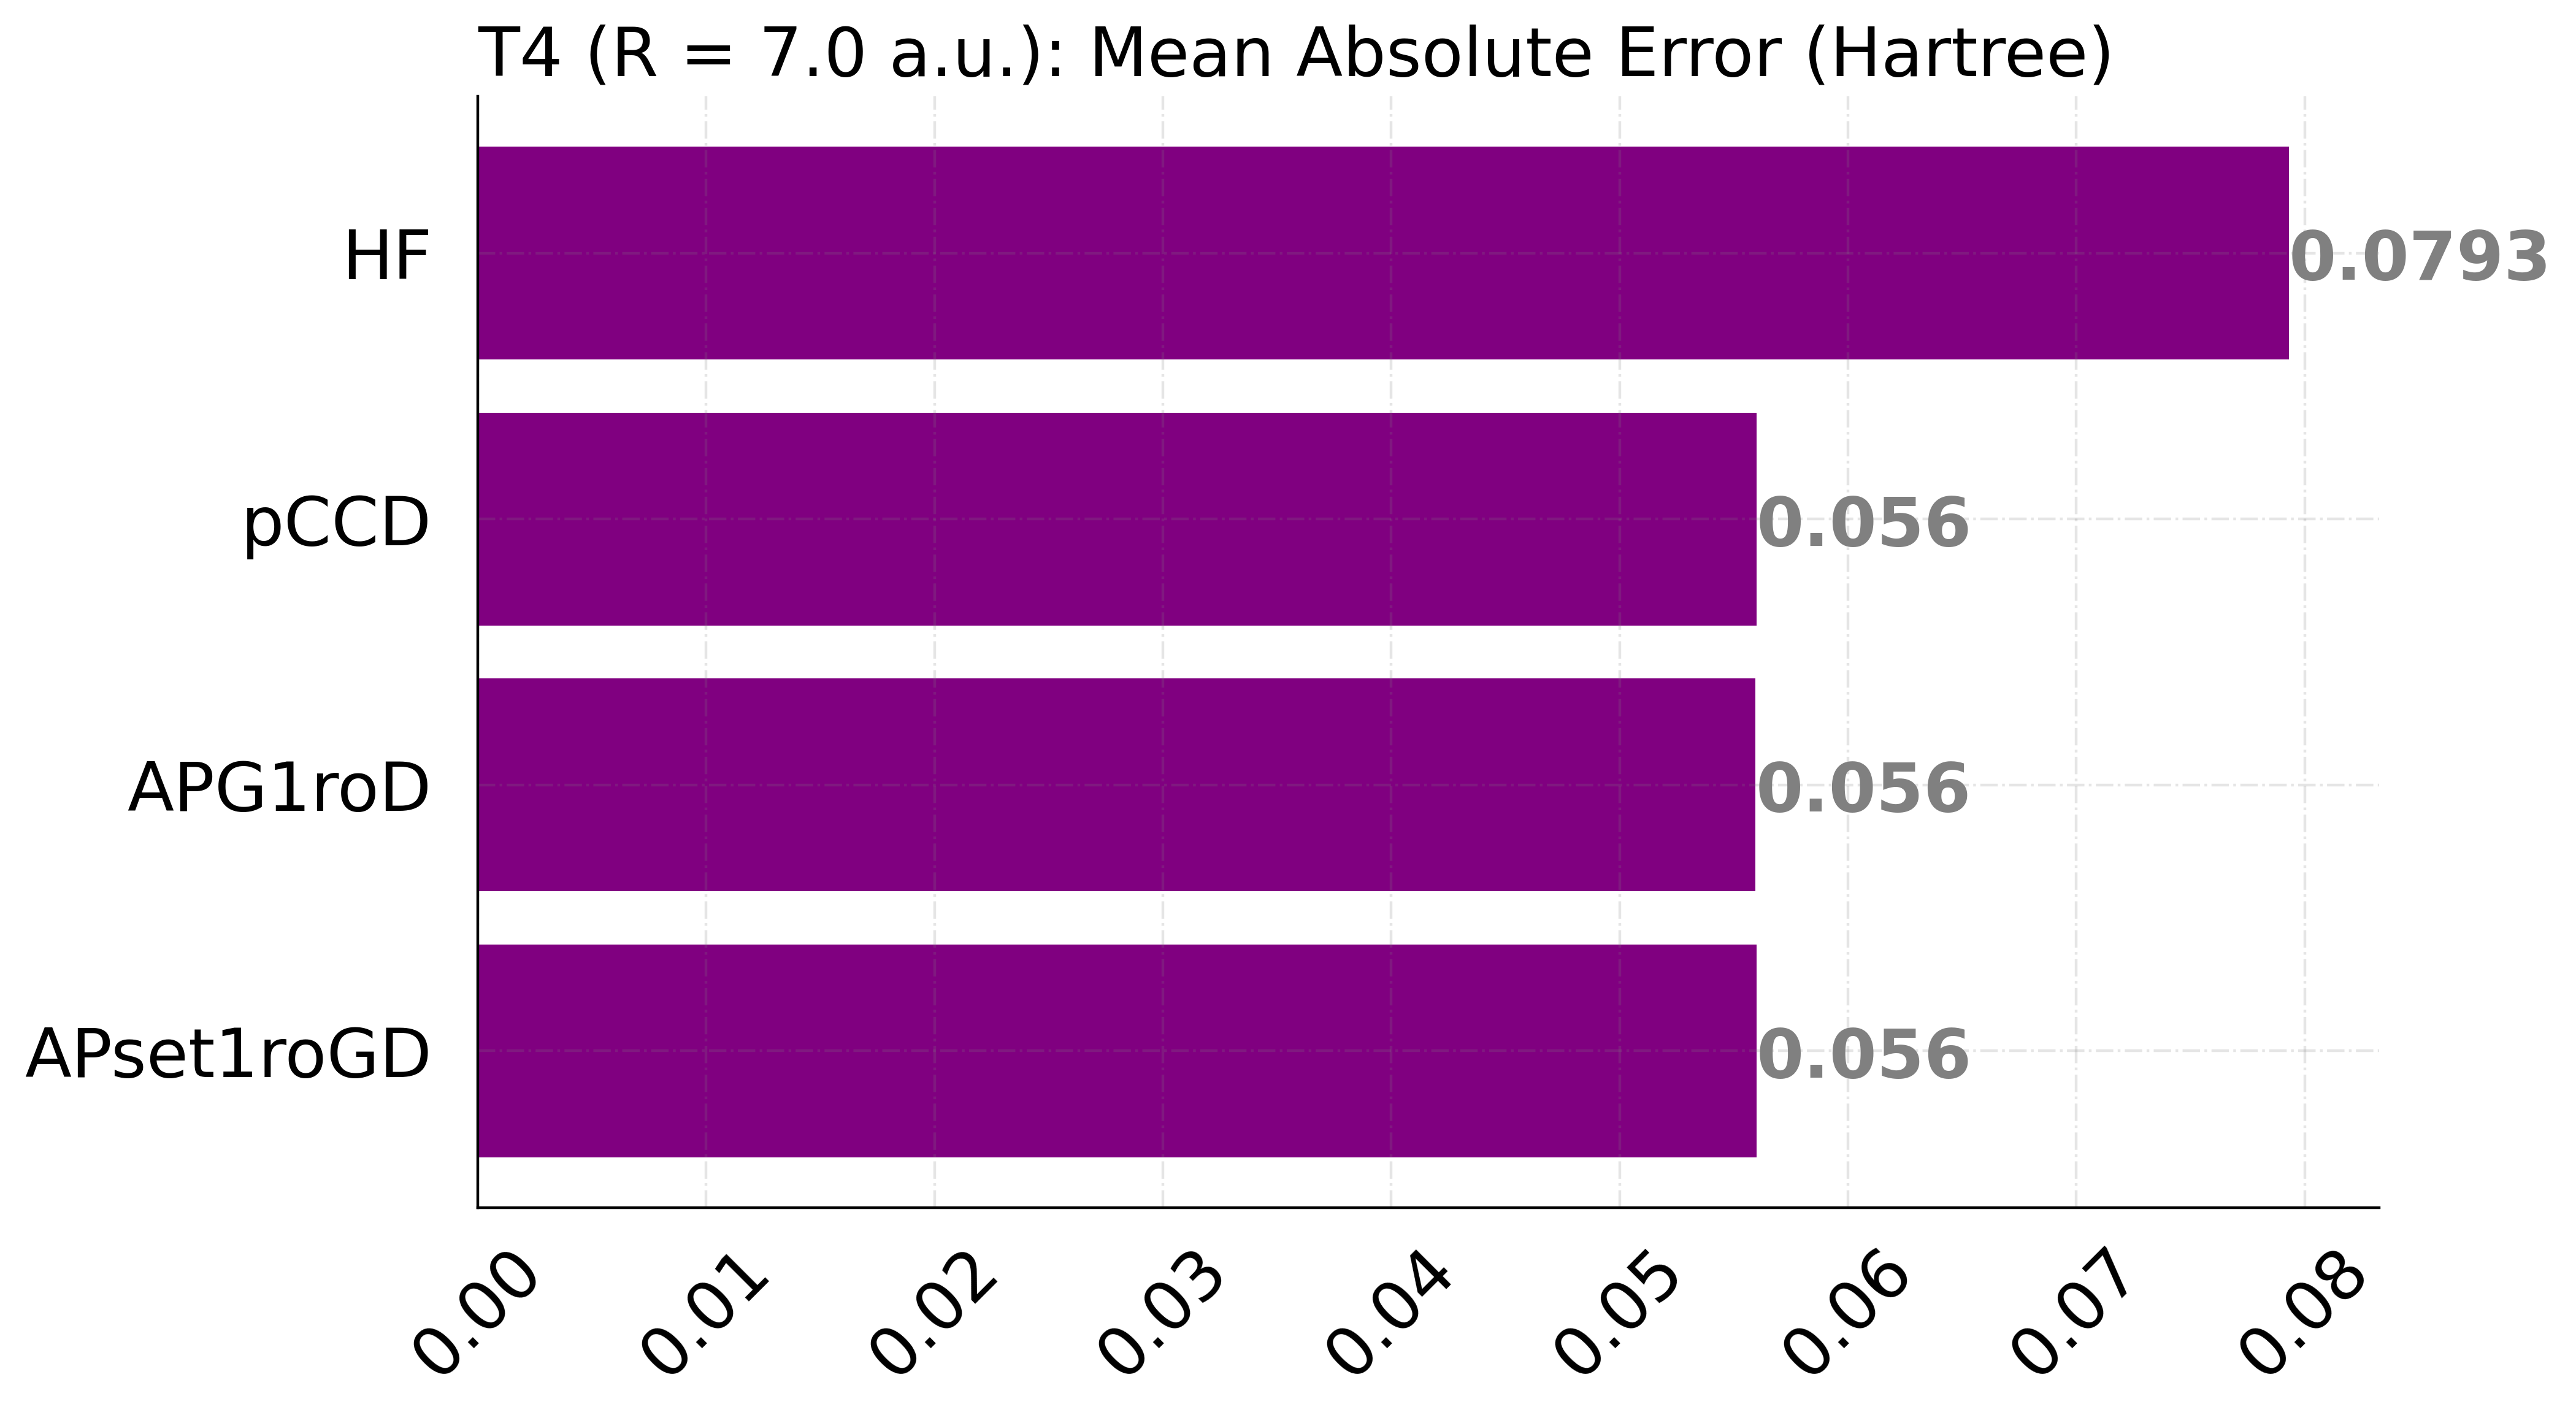 T4 (R = 7.0 a.u.): Mean Absolute Error (Hartree)
HF
0.0793
pCCD
0.056
APG1roD
0.056
APset1roGD
0.056
0.00 0.01 0.02 0.03 0.04 0.05 0.06 0.07 0.08